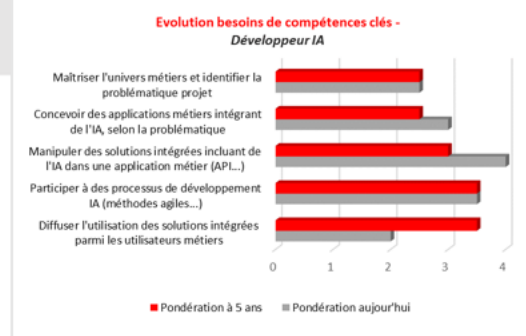 Evolution besoins de compétences clés -
Développeur IA
Maîtriser l'univers métiers et identifier la
problématique projet
Concevoir des applications métiers intégrant
de l'IA, selon la problématique
Manipuler des solutions intégrées incluant de
l'IA dans une application métier (API...)
Participer à des processus de développement
IA (méthodes agiles...)
Diffuser l'utilisation des solutions intégrées
parmi les utilisateurs métiers
0 1 2 3 4
Pondération à 5 ans Pondération aujourd'hui